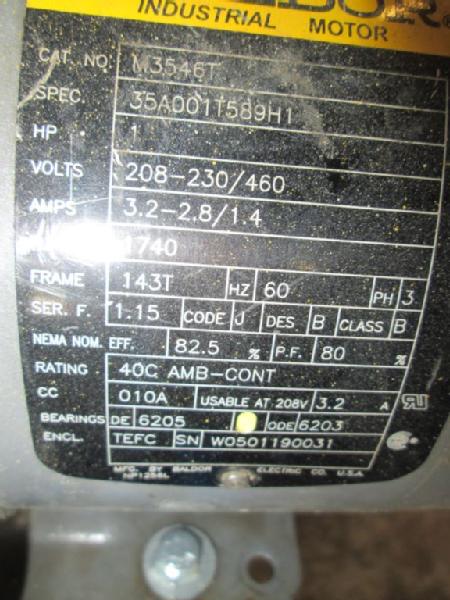 INDUSTRIAL MOTOR
CAT. NO. M3546T
SPEC. 35A001T589H1
HP 1
VOLTS 208-230/460
AMPS 3.2-2.8/1.4
1740
FRAME 143T HZ 60 PH 3
SER. F. 1.15 CODE J DES. B CLASS B
NEMA NOM. EFF. 82.5 % P.F. 80 %
RATING 40C AMB-CONT
CC 010A USABLE AT 208V 3.2 A
BEARINGS DE 6205 ODE 6203
ENCL. TEFC SN W0501190031
MFG. BY BALDOR ELECTRIC CO. U.S.A.